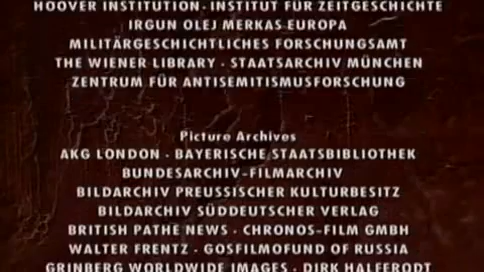 HOOVER INSTITUTION · INSTITUT FÜR ZEITGESCHICHTE
IRGUN OLEJ MERKAS EUROPA
MILITÄRGESCHICHTLICHES FORSCHUNGSAMT
THE WIENER LIBRARY · STAATSARCHIV MÜNCHEN
ZENTRUM FÜR ANTISEMITISMUSFORSCHUNG
Picture Archives
AKG LONDON · BAYERISCHE STAATSBIBLIOTHEK
BUNDESARCHIV-FILMARCHIV
BILDARCHIV PREUSSISCHER KULTURBESITZ
BILDARCHIV SÜDDEUTSCHER VERLAG
BRITISH PATHE NEWS · CHRONOS-FILM GMBH
WALTER FRENTZ · GOSFILMOFUND OF RUSSIA
GRINBERG WORLDWIDE IMAGES · DIRK HALFERODT